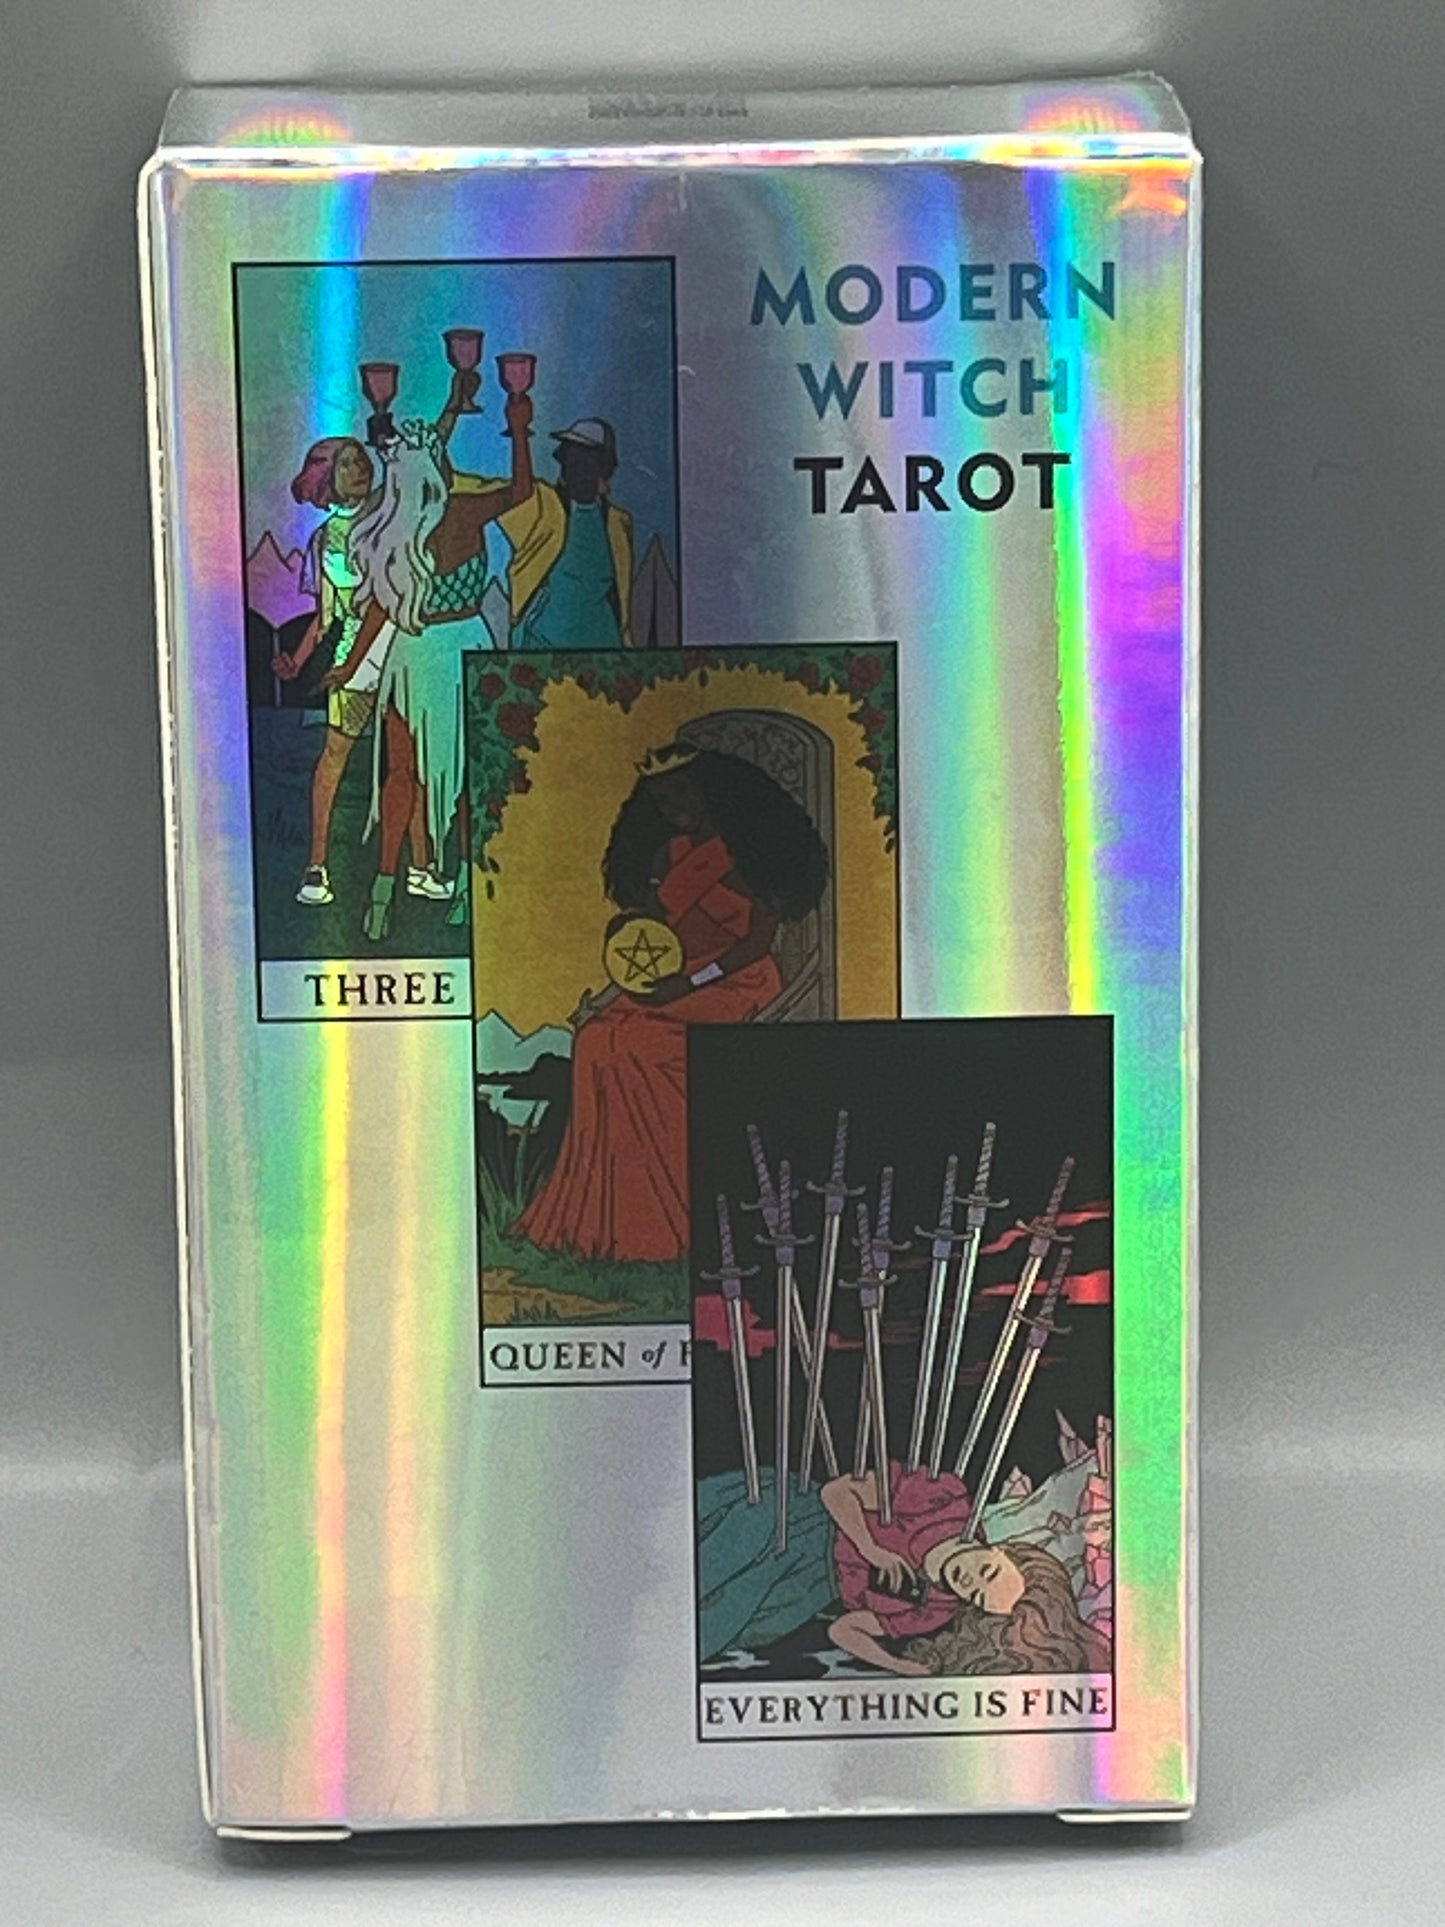 MODERN
WITCH
TAROT
THREE
QUEEN of
EVERYTHING IS FINE